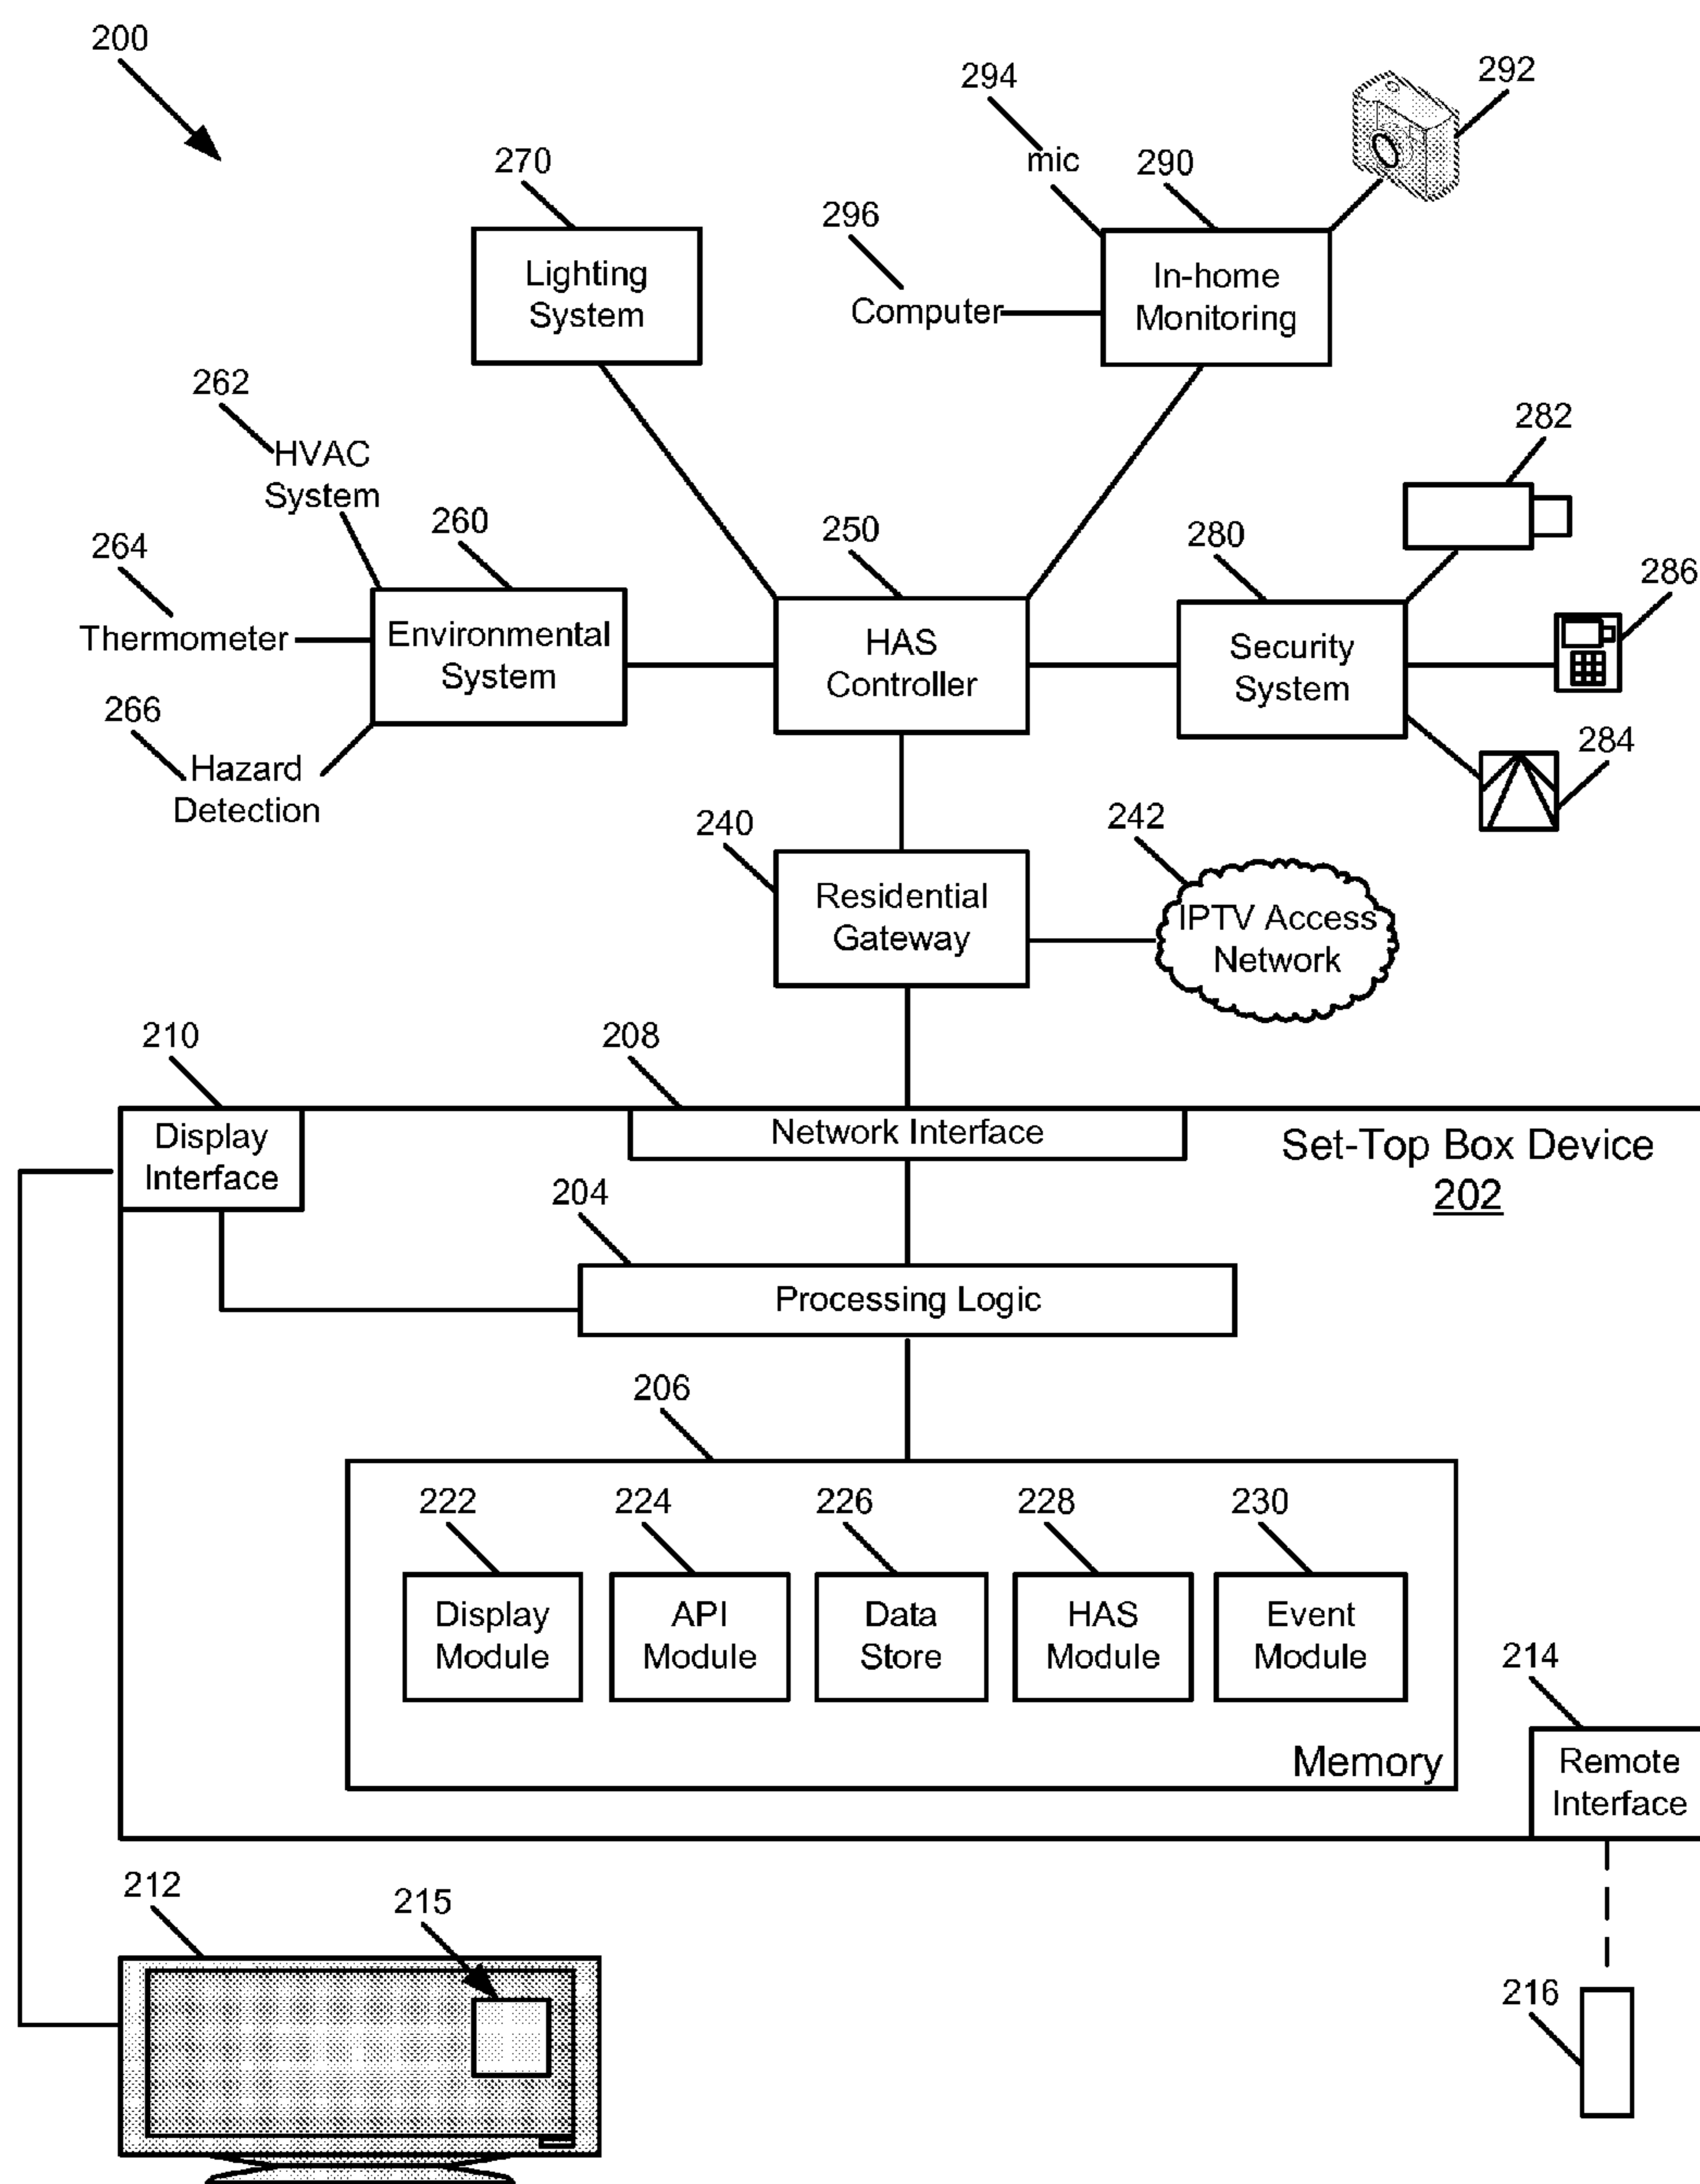 200
294
292
270
mic
290
296
Lighting
System
In-home
Monitoring
Computer
262
HVAC
System
282
264
260
250
280
286
Thermometer
Environmental
System
HAS
Controller
Security
System
266
Hazard
Detection
284
240
242
Residential
Gateway
IPTV Access
Network
210
208
Display
Interface
Network Interface
Set-Top Box Device
202
204
Processing Logic
206
222
224
226
228
230
Display
Module
API
Module
Data
Store
HAS
Module
Event
Module
214
Memory
Remote
Interface
212
215
216